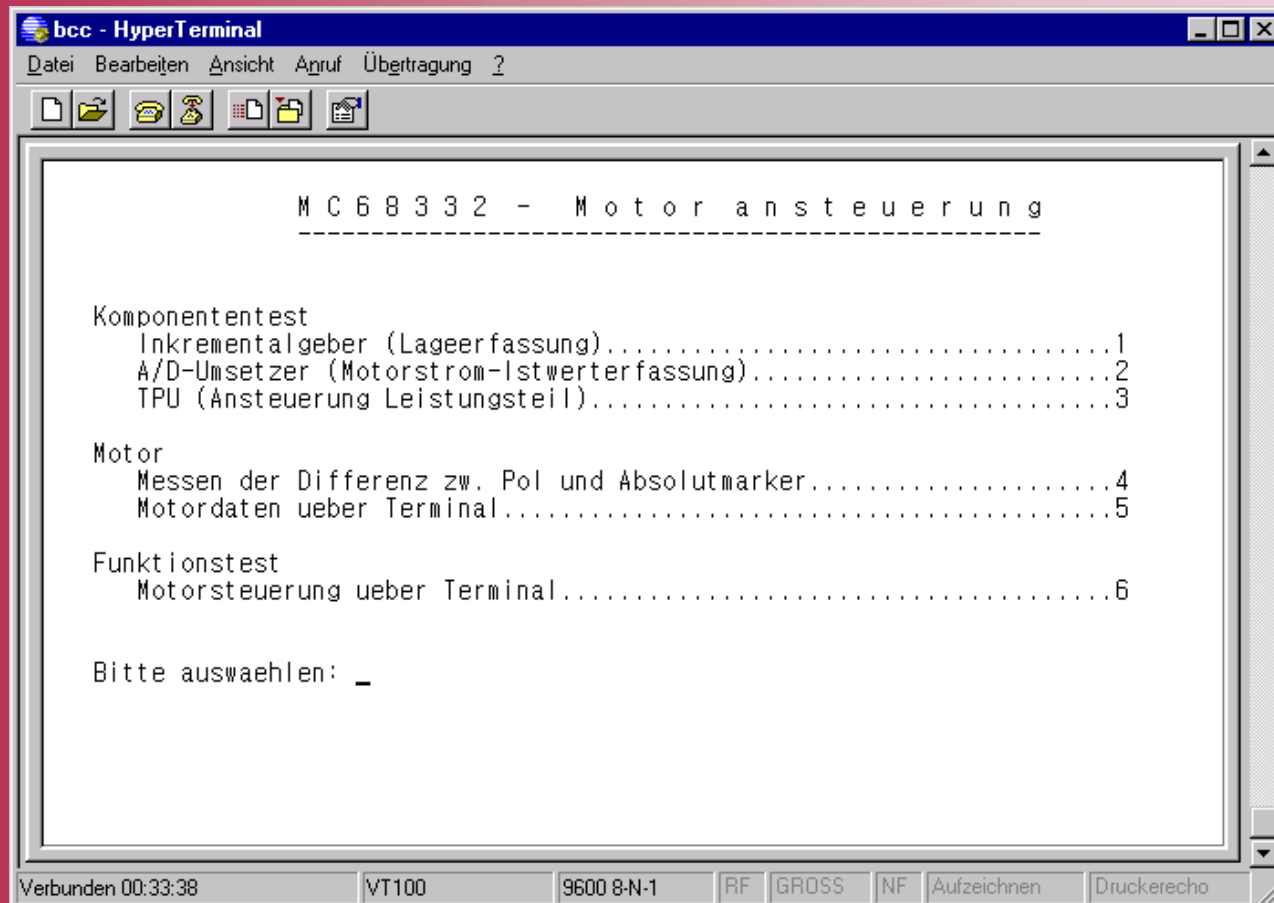 bcc - HyperTerminal
Datei Bearbeiten Ansicht Anruf Übertragung ?
M C 6 8 3 3 2 - M o t o r a n s t e u e r u n g
---------------------------------------------------
Komponententest
Inkrementalgeber (Lageerfassung)...................................1
A/D-Umsetzer (Motorstrom-Istwerterfassung).........................2
TPU (Ansteuerung Leistungsteil)....................................3
Motor
Messen der Differenz zw. Pol und Absolutmarker.....................4
Motordaten ueber Terminal..........................................5
Funktionstest
Motorsteuerung ueber Terminal......................................6
Bitte auswaehlen: _
Verbunden 00:33:38 VT100 9600 8-N-1 RF GROSS NF Aufzeichnen Druckerecho